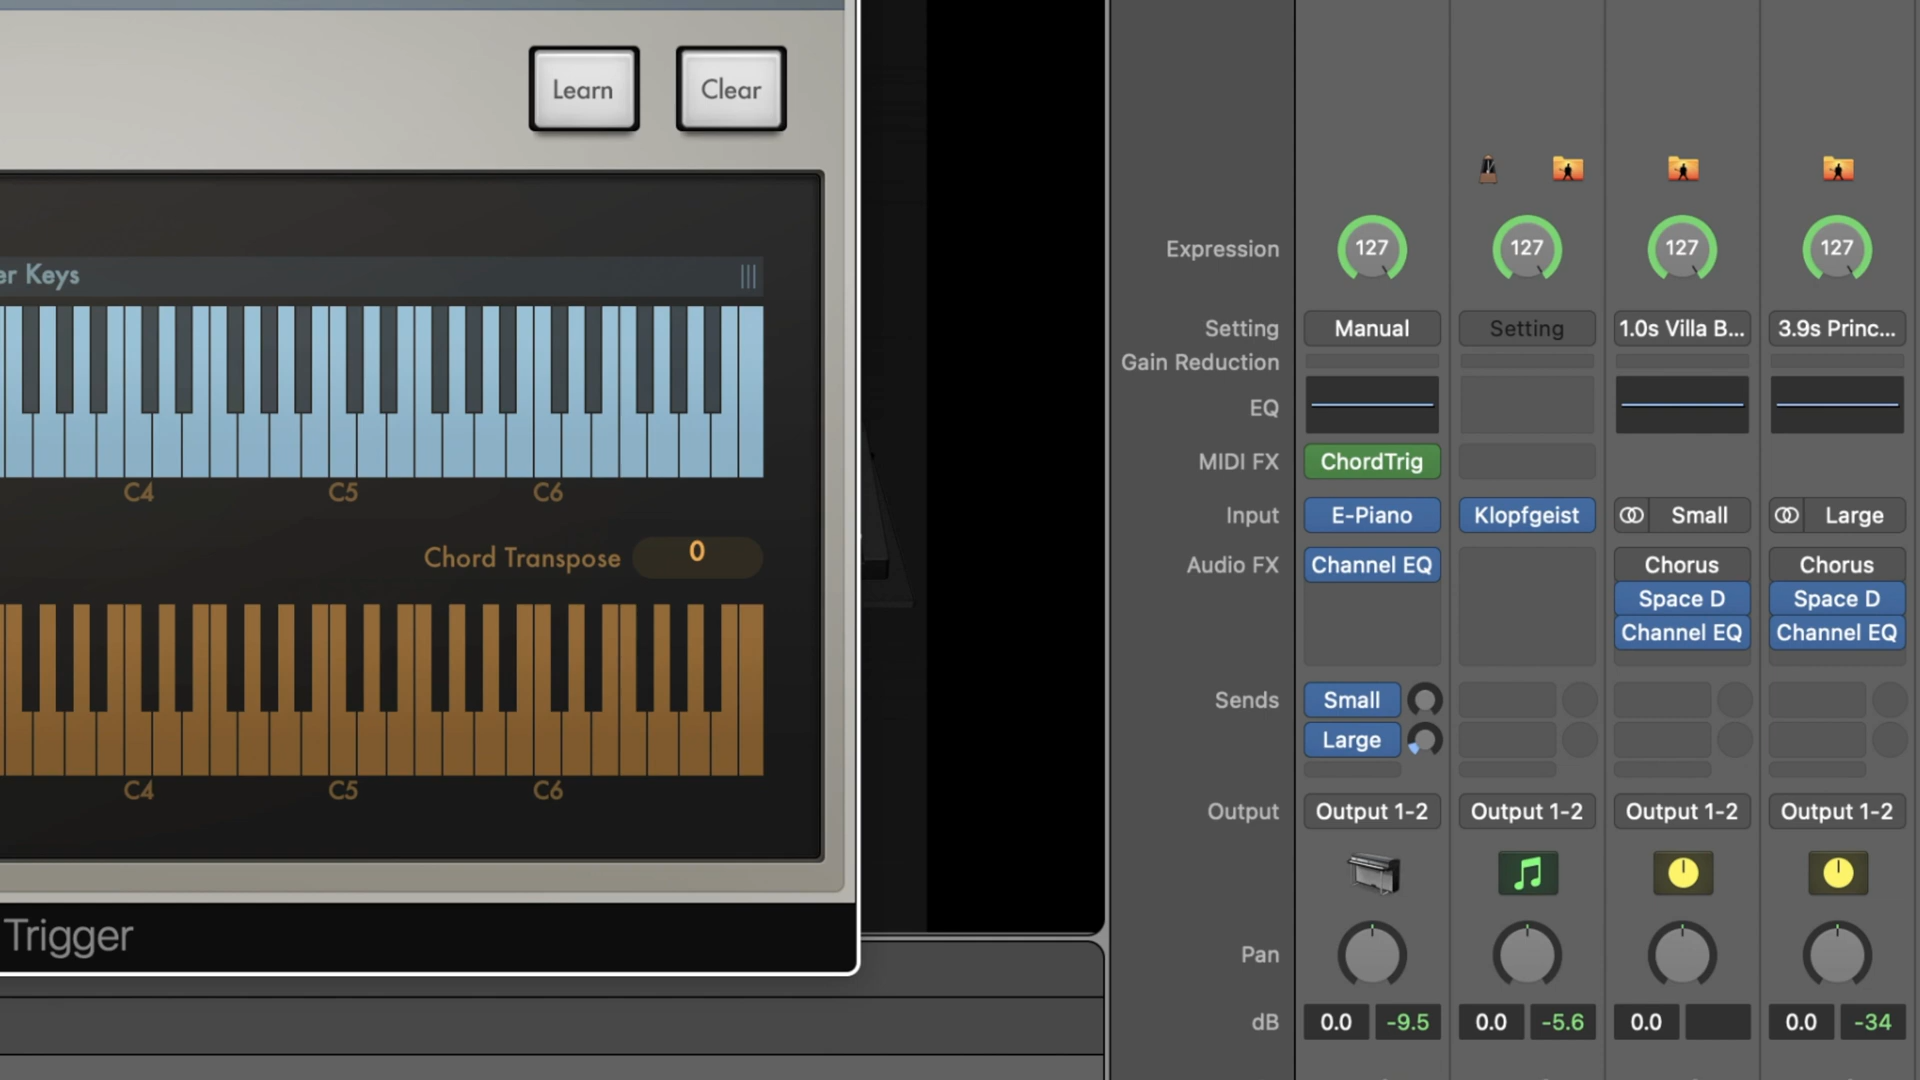 Learn
Clear
er Keys
C4
C5
C6
Chord Transpose
0
C4
C5
C6
Trigger
Expression
127
127
127
127
Setting
Manual
Setting
1.0s Villa B...
3.9s Princ...
Gain Reduction
EQ
MIDI FX
ChordTrig
Input
E-Piano
Klopfgeist
Small
Large
Audio FX
Channel EQ
Chorus
Chorus
Space D
Space D
Channel EQ
Channel EQ
Sends
Small
Large
Output
Output 1-2
Output 1-2
Output 1-2
Output 1-2
Pan
dB
0.0
-9.5
0.0
-5.6
0.0
0.0
-34